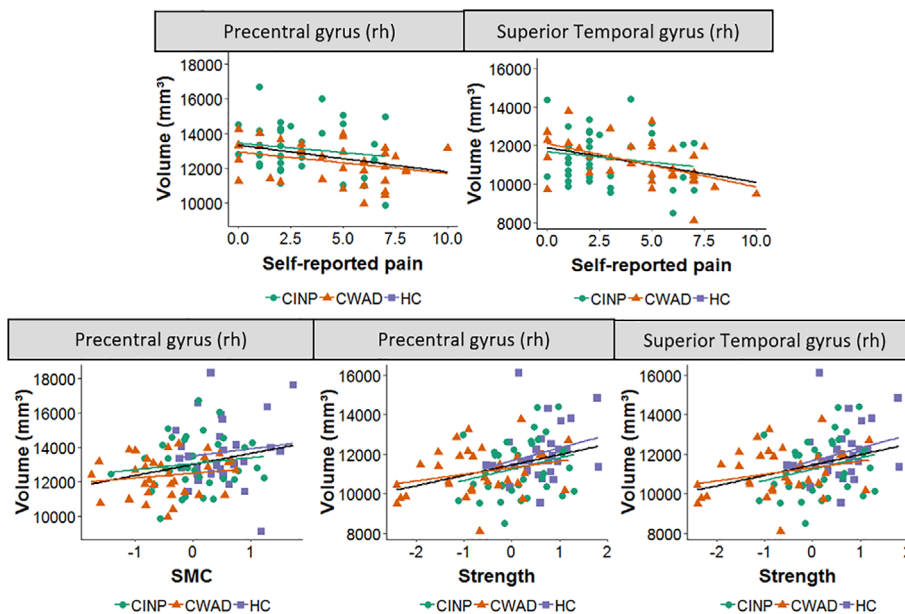 Precentral gyrus (rh)
Superior Temporal gyrus (rh)
Volume (mm³)
18000
16000
14000
12000
10000
0.0 2.5 5.0 7.5 10.0
Self-reported pain
CINP CWAD HC
Volume (mm³)
16000
14000
12000
10000
8000
0.0 2.5 5.0 7.5 10.0
Self-reported pain
CINP CWAD HC
Precentral gyrus (rh)
Precentral gyrus (rh)
Superior Temporal gyrus (rh)
Volume (mm³)
18000
16000
14000
12000
10000
-1 0 1
SMC
CINP CWAD HC
Volume (mm³)
16000
14000
12000
10000
8000
-2 -1 0 1 2
Strength
CINP CWAD HC
Volume (mm³)
16000
14000
12000
10000
8000
-2 -1 0 1 2
Strength
CINP CWAD HC